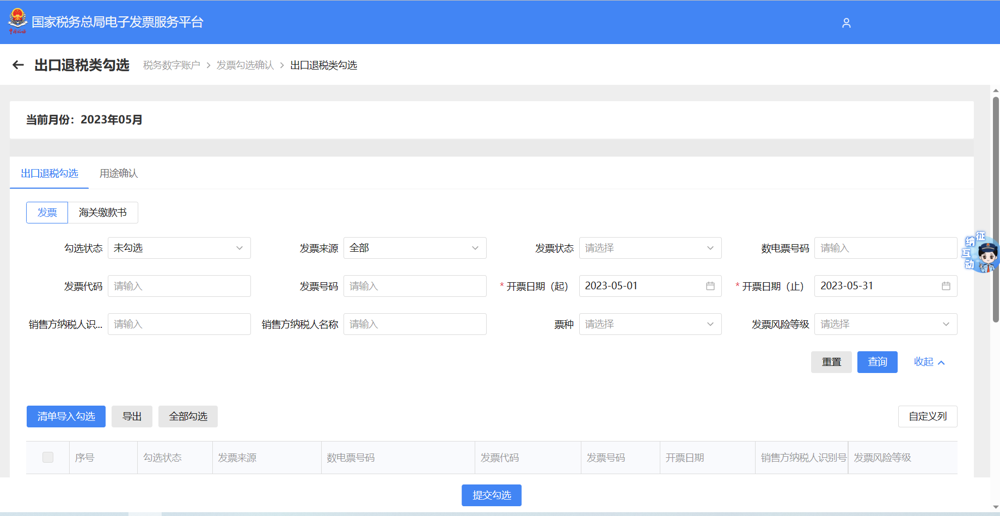 国家税务总局电子发票服务平台
出口退税类勾选 税务数字账户 > 发票勾选确认 > 出口退税类勾选
当前月份：2023年05月
出口退税勾选 用途确认
发票 海关缴款书
勾选状态 未勾选 发票来源 全部 发票状态 请选择 数电票号码 请输入
征纳互动
发票代码 请输入 发票号码 请输入 * 开票日期（起） 2023-05-01 * 开票日期（止） 2023-05-31
销售方纳税人识... 请输入 销售方纳税人名称 请输入 票种 请选择 发票风险等级 请选择
重置 查询 收起
清单导入勾选 导出 全部勾选 自定义列
序号 勾选状态 发票来源 数电票号码 发票代码 发票号码 开票日期 销售方纳税人识别号 发票风险等级
提交勾选